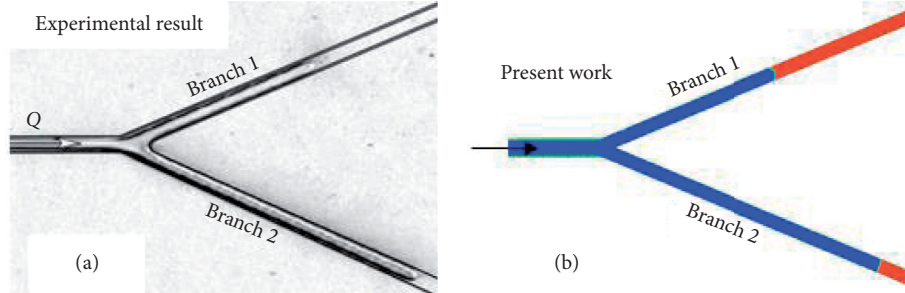 Experimental result
Branch 1
Q
Branch 2
(a)
Present work
Branch 1
Branch 2
(b)